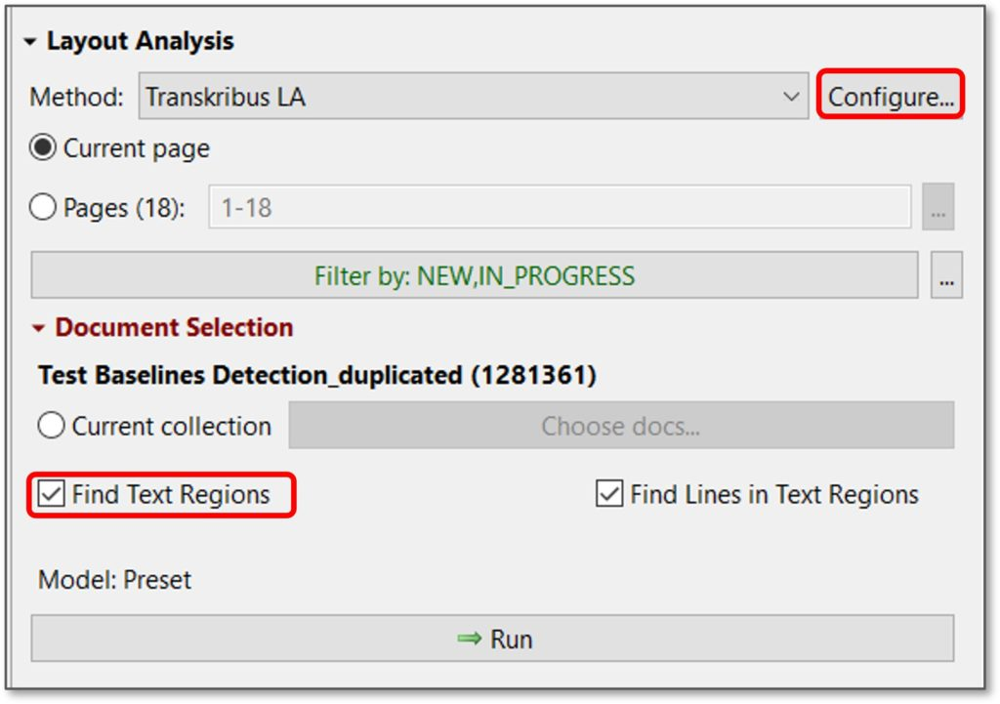 Layout Analysis
Method: Transkribus LA Configure...
Current page
Pages (18): 1-18 ...
Filter by: NEW,IN_PROGRESS ...
Document Selection
Test Baselines Detection_duplicated (1281361)
Current collection Choose docs...
Find Text Regions Find Lines in Text Regions
Model: Preset
Run